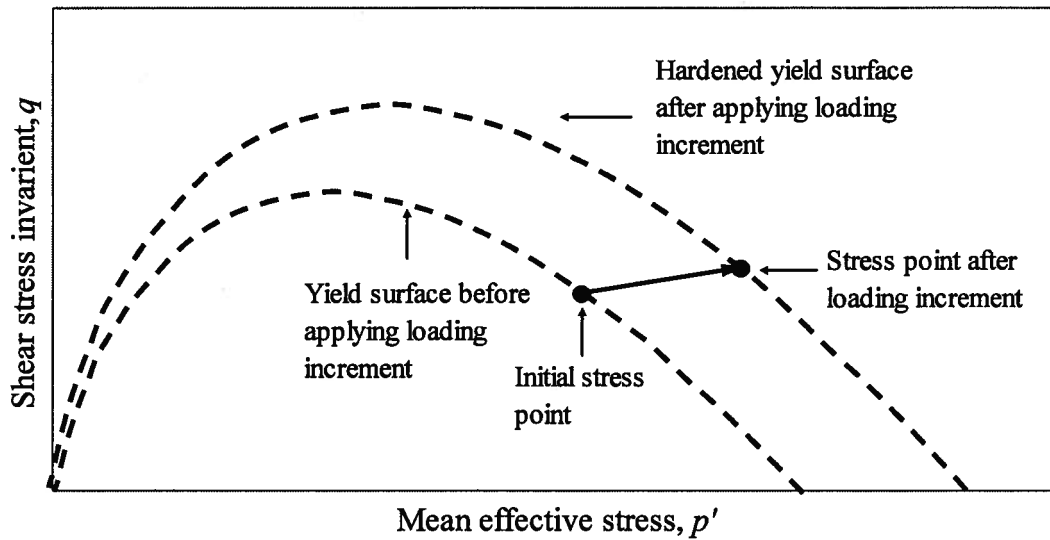 Shear stress invarient, q
Hardened yield surface
after applying loading
increment
Stress point after
loading increment
Yield surface before
applying loading
increment
Initial stress
point
Mean effective stress, p'